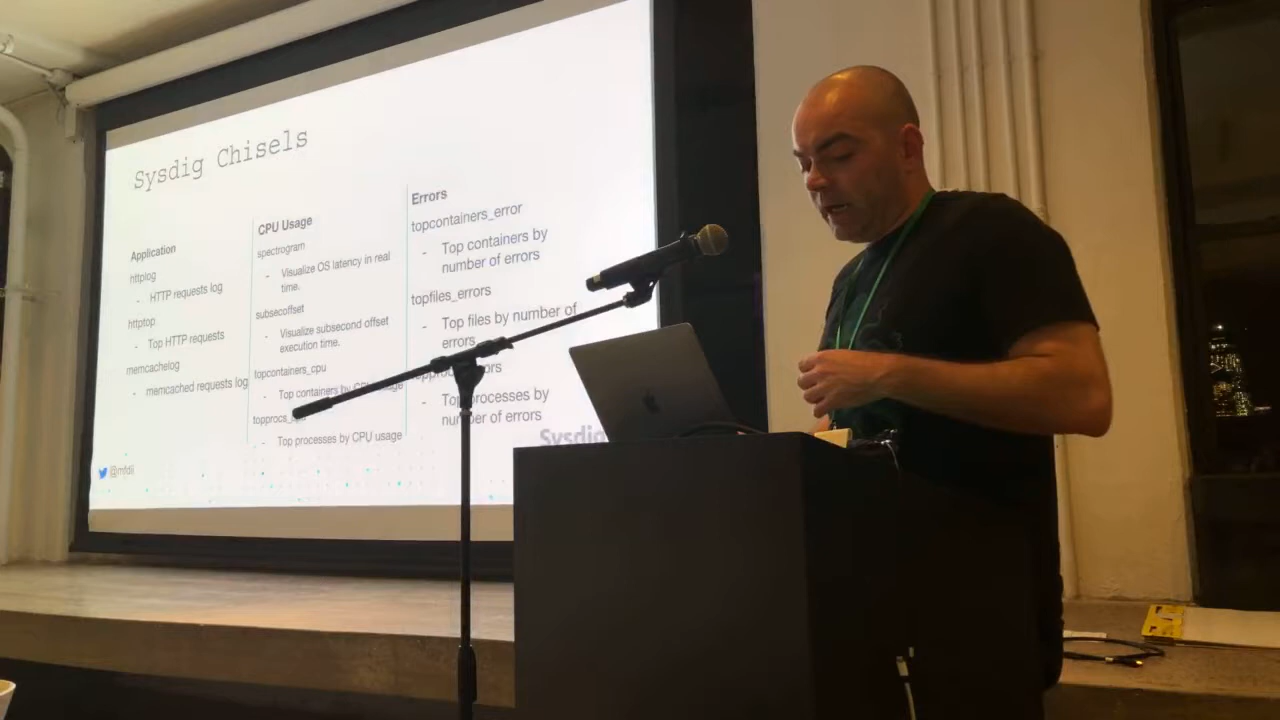 Sysdig Chisels
Application
httplog
- HTTP requests log
httptop
- Top HTTP requests
memcachelog
- memcached requests log
CPU Usage
spectrogram
- Visualize OS latency in real
time.
subsecoffset
- Visualize subsecond offset
execution time.
topcontainers_cpu
- Top containers by CPU usage
topprocs_cpu
- Top processes by CPU usage
Errors
topcontainers_error
- Top containers by
number of errors
topfiles_errors
- Top files by number of
errors
- Top processes by
number of errors
Sysdig
@mfdii